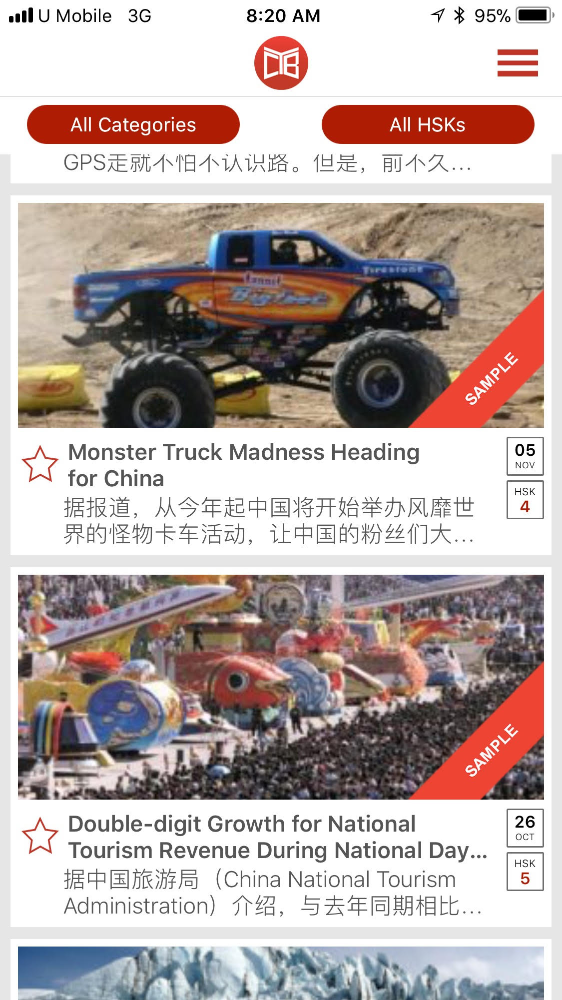 U Mobile 3G 8:20 AM 95%
CTB
All Categories All HSKs
GPS走就不怕不认识路。但是，前不久...
Firestone
Bigfoot
SAMPLE
Monster Truck Madness Heading
for China
05
NOV
HSK
4
据报道，从今年起中国将开始举办风靡世
界的怪物卡车活动，让中国的粉丝们大...
SAMPLE
Double-digit Growth for National
Tourism Revenue During National Day...
26
OCT
HSK
5
据中国旅游局（China National Tourism
Administration）介绍，与去年同期相比...